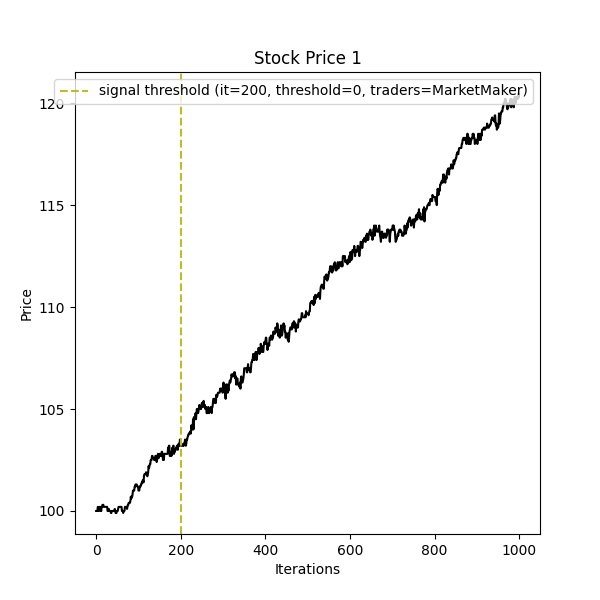 Stock Price 1
signal threshold (it=200, threshold=0, traders=MarketMaker)
120
115
110
105
100
Price
0 200 400 600 800 1000
Iterations